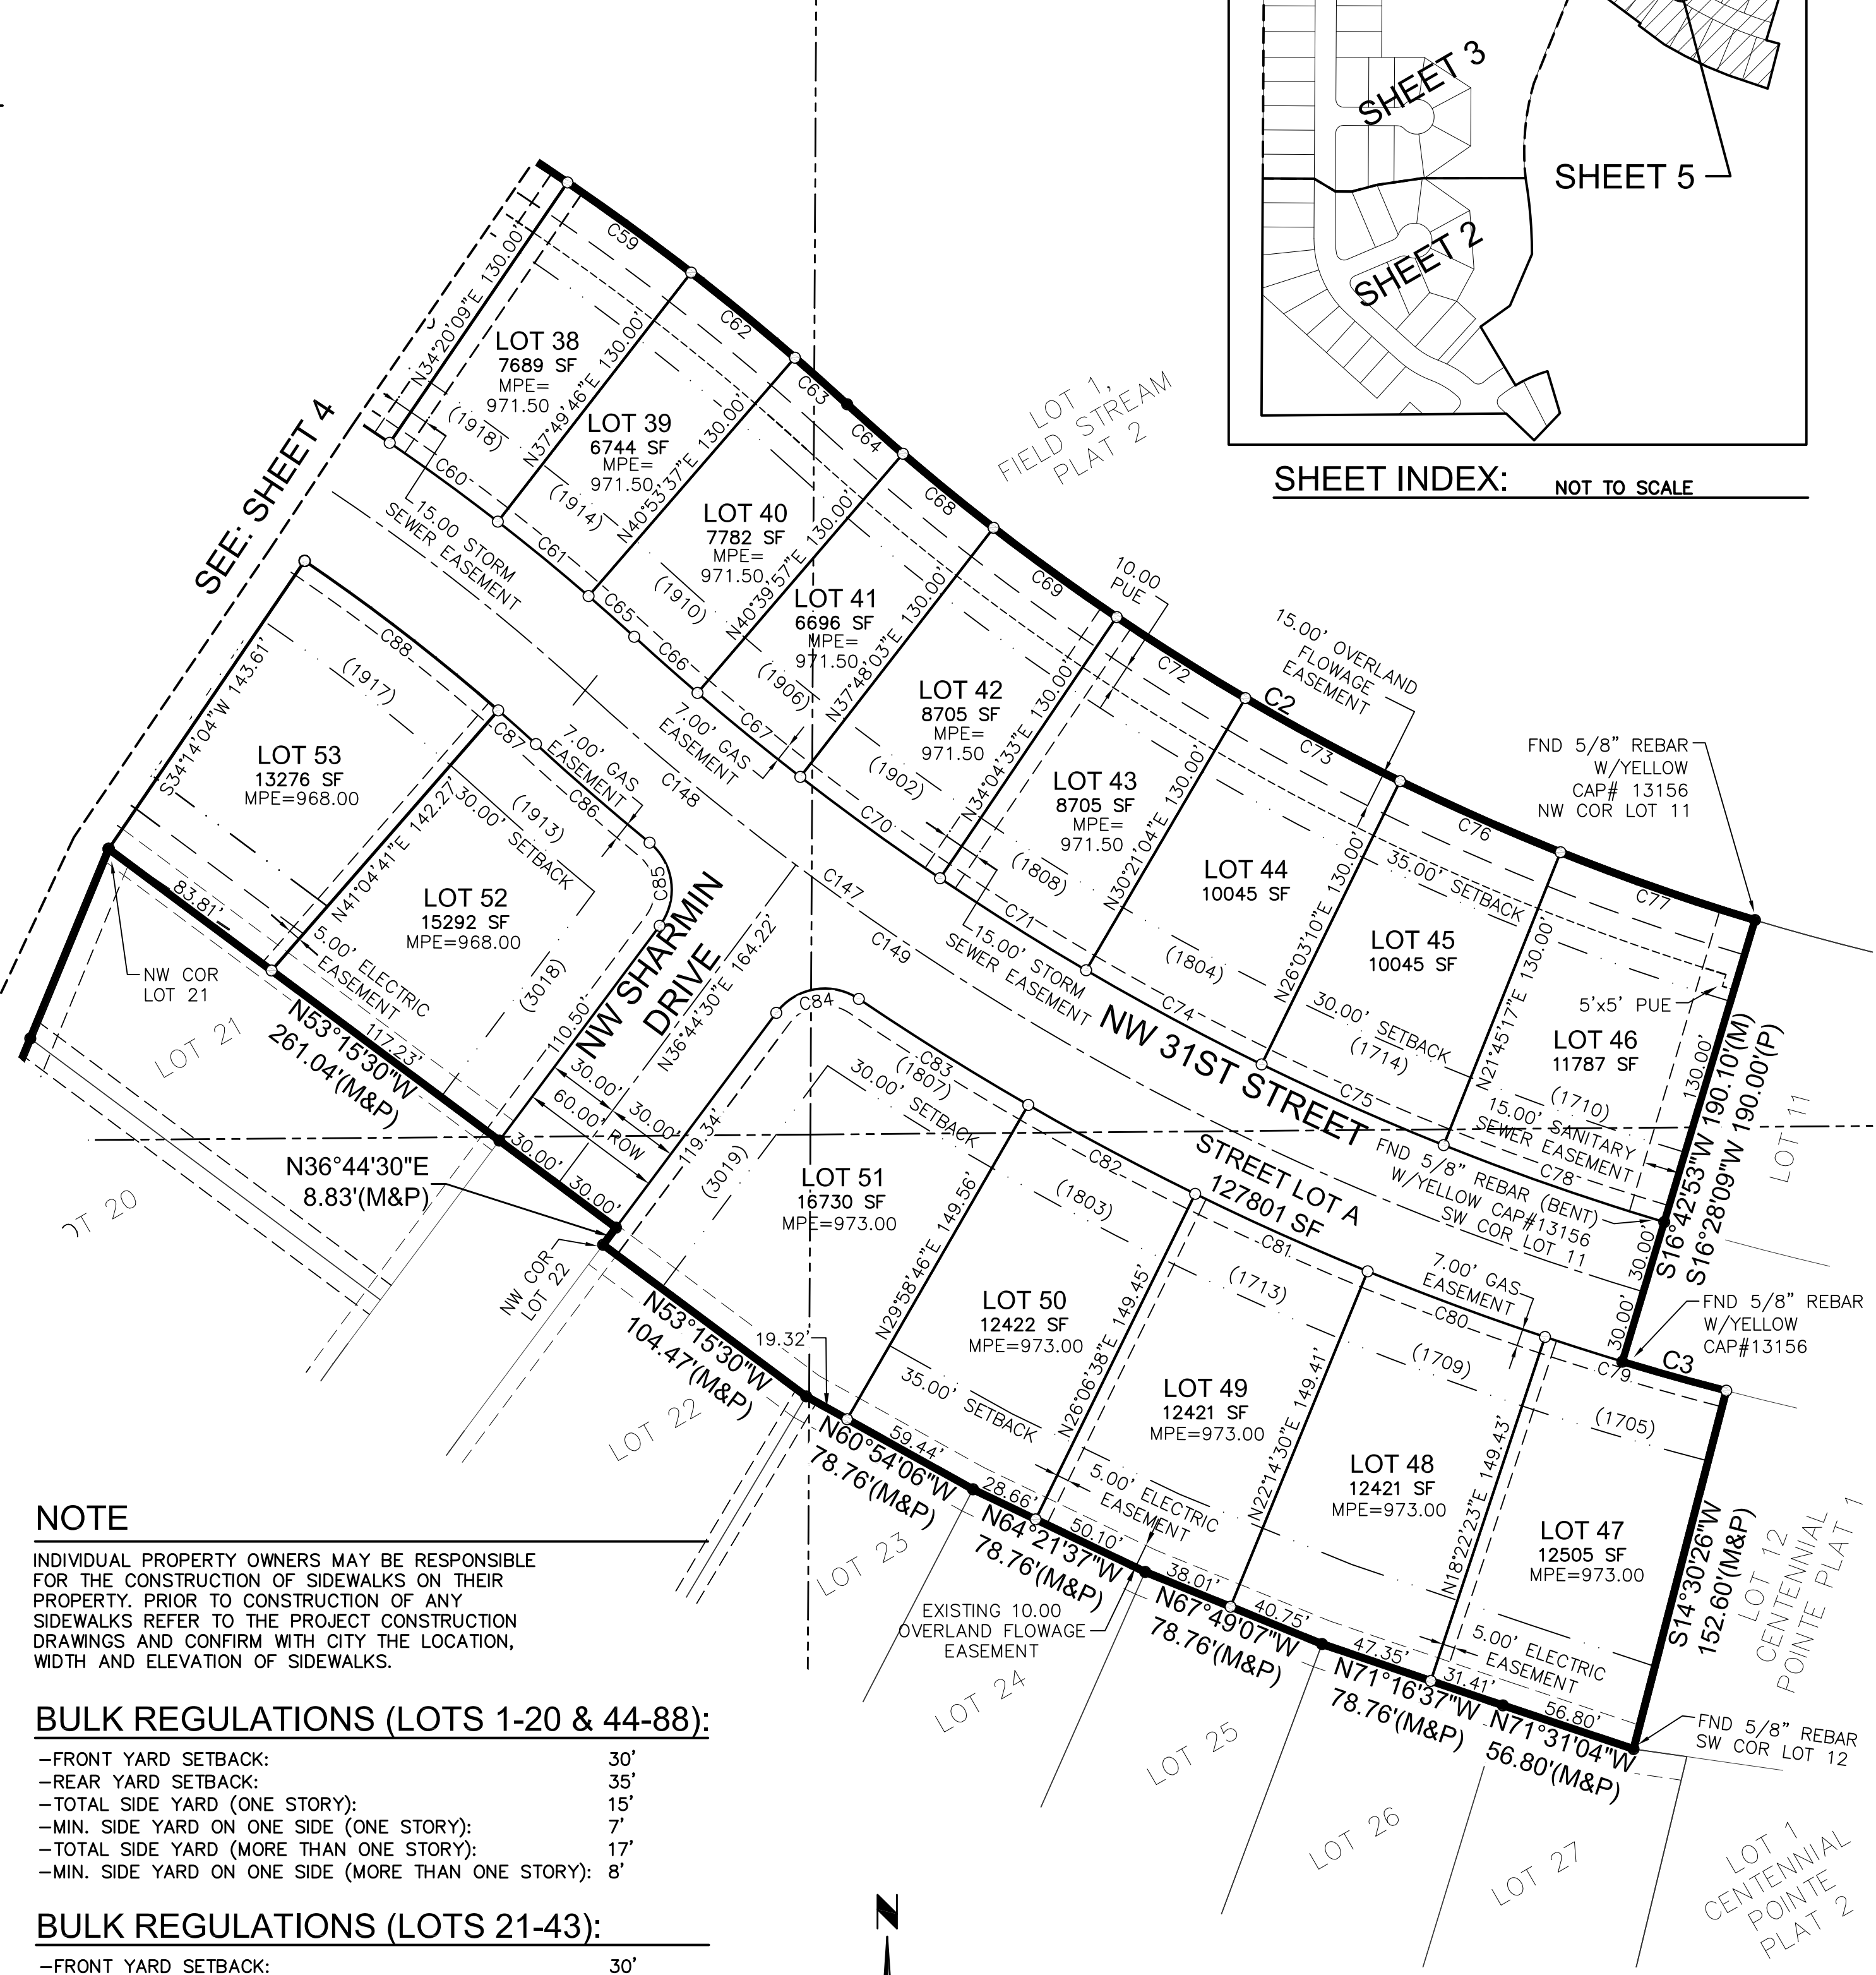 SHEET 3
SHEET 5
SHEET 2
SHEET INDEX:
NOT TO SCALE
SEE: SHEET 4
C59
N34°20'09"E 130.00'
LOT 38
7689 SF
MPE=
971.50
(1918)
C60
15.00 STORM
SEWER EASEMENT
N37°49'46"E 130.00'
C62
LOT 39
6744 SF
MPE=
971.50
(1914)
C61
N40°53'37"E 130.00'
C63
C64
LOT 40
7782 SF
MPE=
971.50
(1910)
C65
C66
N40°39'57"E 130.00'
C68
LOT 41
6696 SF
MPE=
971.50
(1906)
C67
7.00' GAS
EASEMENT
N37°48'03"E 130.00'
C69
LOT 42
8705 SF
MPE=
971.50
(1902)
C70
N34°04'33"E 130.00'
10.00
PUE
LOT 1,
FIELD STREAM
PLAT 2
C72
C2
LOT 43
8705 SF
MPE=
971.50
(1808)
C71
15.00' STORM
SEWER EASEMENT
N30°21'04"E 130.00'
15.00' OVERLAND
FLOWAGE
EASEMENT
C73
LOT 44
10045 SF
(1804)
C74
N26°03'10"E 130.00'
C76
35.00' SETBACK
LOT 45
10045 SF
30.00' SETBACK
(1714)
C75
N21°45'17"E 130.00'
FND 5/8" REBAR
W/YELLOW
CAP# 13156
NW COR LOT 11
C77
5'x5' PUE
LOT 46
11787 SF
(1710)
15.00' SANITARY
SEWER EASEMENT
C78
130.00'
S16°42'53"W 190.10'(M)
S16°28'09"W 190.00'(P)
LOT 11
FND 5/8" REBAR (BENT)
W/YELLOW CAP#13156
SW COR LOT 11
30.00'
30.00'
FND 5/8" REBAR
W/YELLOW
CAP#13156
C3
C148
C147
C149
NW 31ST STREET
STREET LOT A
12801 SF
C88
(1917)
S34°14'04"W 143.61'
LOT 53
13276 SF
MPE=968.00
83.81'
NW COR
LOT 21
LOT 21
C87
7.00' GAS
EASEMENT
C86
(1913)
30.00' SETBACK
C85
N41°04'41"E 142.27'
LOT 52
15292 SF
MPE=968.00
5.00' ELECTRIC
EASEMENT
(3018)
117.23'
110.50'
N53°15'30"W
261.04'(M&P)
NW SHARMIN
DRIVE
N36°44'30"E 164.22'
30.00'
30.00'
60.00' ROW
30.00'
30.00'
N36°44'30"E
8.83'(M&P)
OT 20
NW COR
LOT 22
C84
C83
(1807)
30.00' SETBACK
119.34'
(3019)
LOT 51
16730 SF
MPE=973.00
N53°15'30"W
104.47'(M&P)
19.32'
LOT 22
N29°58'46"E 149.56'
C82
(1803)
LOT 50
12422 SF
MPE=973.00
35.00' SETBACK
59.44'
28.66'
N60°54'06"W
78.76'(M&P)
LOT 23
N26°06'38"E 149.45'
C81
(1713)
LOT 49
12421 SF
MPE=973.00
5.00' ELECTRIC
EASEMENT
50.10'
38.01'
N64°21'37"W
78.76'(M&P)
EXISTING 10.00
OVERLAND FLOWAGE
EASEMENT
LOT 24
N22°14'30"E 149.41'
7.00' GAS
EASEMENT
C80
(1709)
LOT 48
12421 SF
MPE=973.00
40.75'
47.35'
N67°49'07"W
78.76'(M&P)
LOT 25
N18°22'23"E 149.43'
C79
(1705)
LOT 47
12505 SF
MPE=973.00
5.00' ELECTRIC
EASEMENT
31.41'
56.80'
N71°16'37"W
78.76'(M&P)
N71°31'04"W
56.80'(M&P)
S14°30'26"W
152.60'(M&P)
LOT 12
CENTENNIAL
POINTE PLAT 1
FND 5/8" REBAR
SW COR LOT 12
LOT 26
LOT 27
LOT 1
CENTENNIAL
POINTE
PLAT 2
NOTE
INDIVIDUAL PROPERTY OWNERS MAY BE RESPONSIBLE
FOR THE CONSTRUCTION OF SIDEWALKS ON THEIR
PROPERTY. PRIOR TO CONSTRUCTION OF ANY
SIDEWALKS REFER TO THE PROJECT CONSTRUCTION
DRAWINGS AND CONFIRM WITH CITY THE LOCATION,
WIDTH AND ELEVATION OF SIDEWALKS.
BULK REGULATIONS (LOTS 1-20 & 44-88):
-FRONT YARD SETBACK: 30'
-REAR YARD SETBACK: 35'
-TOTAL SIDE YARD (ONE STORY): 15'
-MIN. SIDE YARD ON ONE SIDE (ONE STORY): 7'
-TOTAL SIDE YARD (MORE THAN ONE STORY): 17'
-MIN. SIDE YARD ON ONE SIDE (MORE THAN ONE STORY): 8'
BULK REGULATIONS (LOTS 21-43):
-FRONT YARD SETBACK: 30'
N